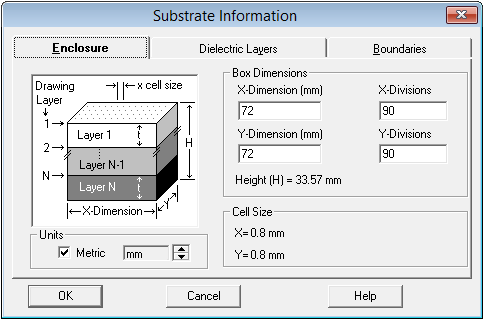 Substrate Information
Enclosure
Dielectric Layers
Boundaries
Drawing
Layer
x cell size
1
Layer 1
t
2
H
Layer N-1
N
Layer N
t
X-Dimension
Y
Units
Metric
mm
Box Dimensions
X-Dimension (mm)
X-Divisions
72
90
Y-Dimension (mm)
Y-Divisions
72
90
Height (H) = 33.57 mm
Cell Size
X= 0.8 mm
Y= 0.8 mm
OK
Cancel
Help